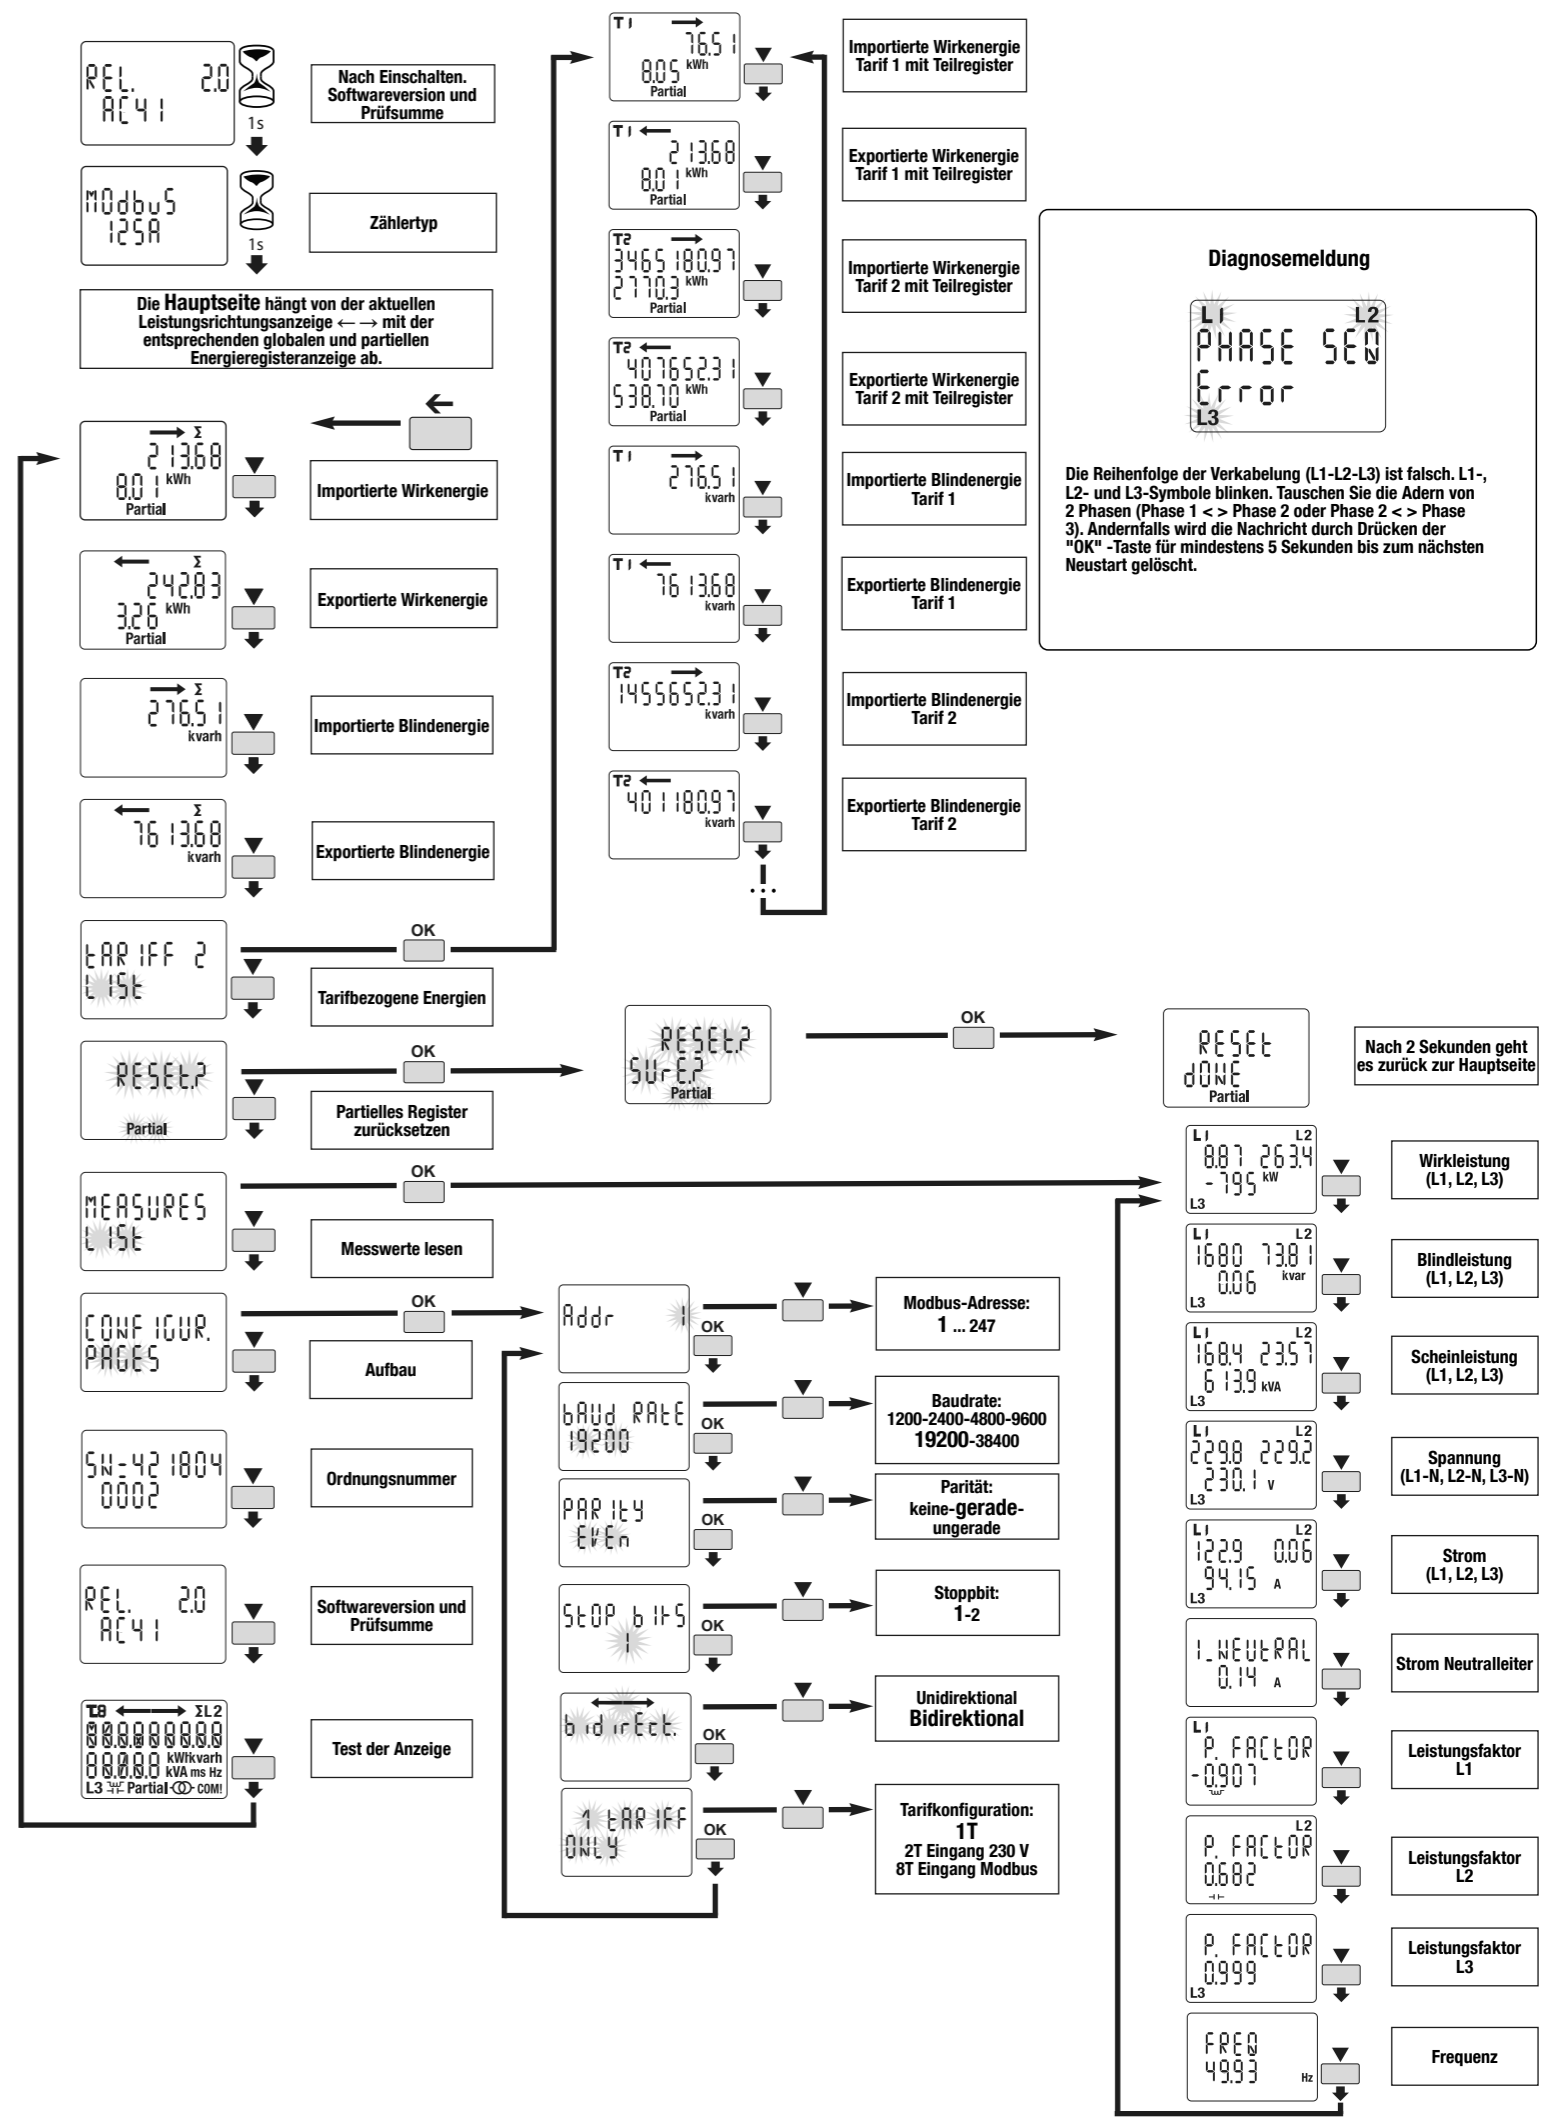 REL. 2.0
AC41
1s
Nach Einschalten.
Softwareversion und
Prüfsumme
MOdbuS
125A
1s
Zählertyp
Die Hauptseite hängt von der aktuellen
Leistungsrichtungsanzeige ← → mit der
entsprechenden globalen und partiellen
Energieregisteranzeige ab.
←
→ Σ
213.68
8.01 kWh
Partial
Importierte Wirkenergie
← Σ
242.83
3.26 kWh
Partial
Exportierte Wirkenergie
→ Σ
276.51
kvarh
Importierte Blindenergie
← Σ
7613.68
kvarh
Exportierte Blindenergie
tARIFF 2
LISt
OK
Tarifbezogene Energien
RESEt.?
Partial
OK
Partielles Register
zurücksetzen
MEASURES
LISt
OK
Messwerte lesen
CONFIGUR.
PAGES
OK
Aufbau
SN-421804
0002
Ordnungsnummer
REL. 2.0
AC41
Softwareversion und
Prüfsumme
T8 ←→ ΣL2
kWhkvarh
kVA ms Hz
L3 Partial COM!
Test der Anzeige
T1 →
76.51
8.05 kWh
Partial
Importierte Wirkenergie
Tarif 1 mit Teilregister
T1 ←
213.68
8.01 kWh
Partial
Exportierte Wirkenergie
Tarif 1 mit Teilregister
T2 →
3465180.97
2770.3 kWh
Partial
Importierte Wirkenergie
Tarif 2 mit Teilregister
T2 ←
407652.31
538.70 kWh
Partial
Exportierte Wirkenergie
Tarif 2 mit Teilregister
T1 →
276.51
kvarh
Importierte Blindenergie
Tarif 1
T1 ←
7613.68
kvarh
Exportierte Blindenergie
Tarif 1
T2 →
1455652.31
kvarh
Importierte Blindenergie
Tarif 2
T2 ←
401180.97
kvarh
Exportierte Blindenergie
Tarif 2
...
Diagnosemeldung
L1 L2
PHASE SEQ
Error
L3
Die Reihenfolge der Verkabelung (L1-L2-L3) ist falsch. L1-,
L2- und L3-Symbole blinken. Tauschen Sie die Adern von
2 Phasen (Phase 1 < > Phase 2 oder Phase 2 < > Phase
3). Andernfalls wird die Nachricht durch Drücken der
"OK" -Taste für mindestens 5 Sekunden bis zum nächsten
Neustart gelöscht.
RESEt.?
SUrE.?
Partial
OK
RESEt
dONE
Partial
Nach 2 Sekunden geht
es zurück zur Hauptseite
Addr 1
OK
Modbus-Adresse:
1 ... 247
bAUd RAtE
19200
OK
Baudrate:
1200-2400-4800-9600
19200-38400
PARItY
EVEn
OK
Parität:
keine-gerade-
ungerade
StOP bItS
1
OK
Stoppbit:
1-2
bidirEct.
OK
Unidirektional
Bidirektional
1 tARIFF
ONLY
OK
Tarifkonfiguration:
1T
2T Eingang 230 V
8T Eingang Modbus
L1 L2
8.87 263.4
-795 kW
L3
Wirkleistung
(L1, L2, L3)
L1 L2
1680 73.81
0.06 kvar
L3
Blindleistung
(L1, L2, L3)
L1 L2
168.4 23.57
613.9 kVA
L3
Scheinleistung
(L1, L2, L3)
L1 L2
229.8 229.2
230.1 V
L3
Spannung
(L1-N, L2-N, L3-N)
L1 L2
122.9 0.06
94.15 A
L3
Strom
(L1, L2, L3)
I_NEUtRAL
0.14 A
Strom Neutralleiter
L1
P. FACtOR
-0.907
Leistungsfaktor
L1
L2
P. FACtOR
0.682
Leistungsfaktor
L2
P. FACtOR
0.999
L3
Leistungsfaktor
L3
FREQ
49.93
Hz
Frequenz